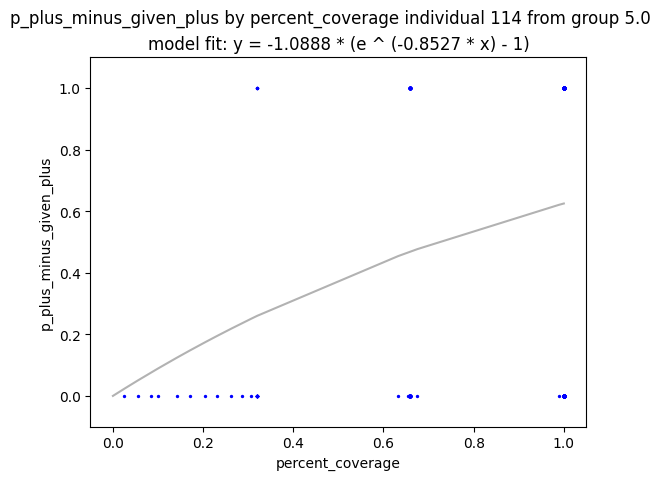 p_plus_minus_given_plus by percent_coverage individual 114 from group 5.0
model fit: y = -1.0888 * (e ^ (-0.8527 * x) - 1)
1.0
0.8
0.6
0.4
0.2
0.0
p_plus_minus_given_plus
0.0 0.2 0.4 0.6 0.8 1.0
percent_coverage